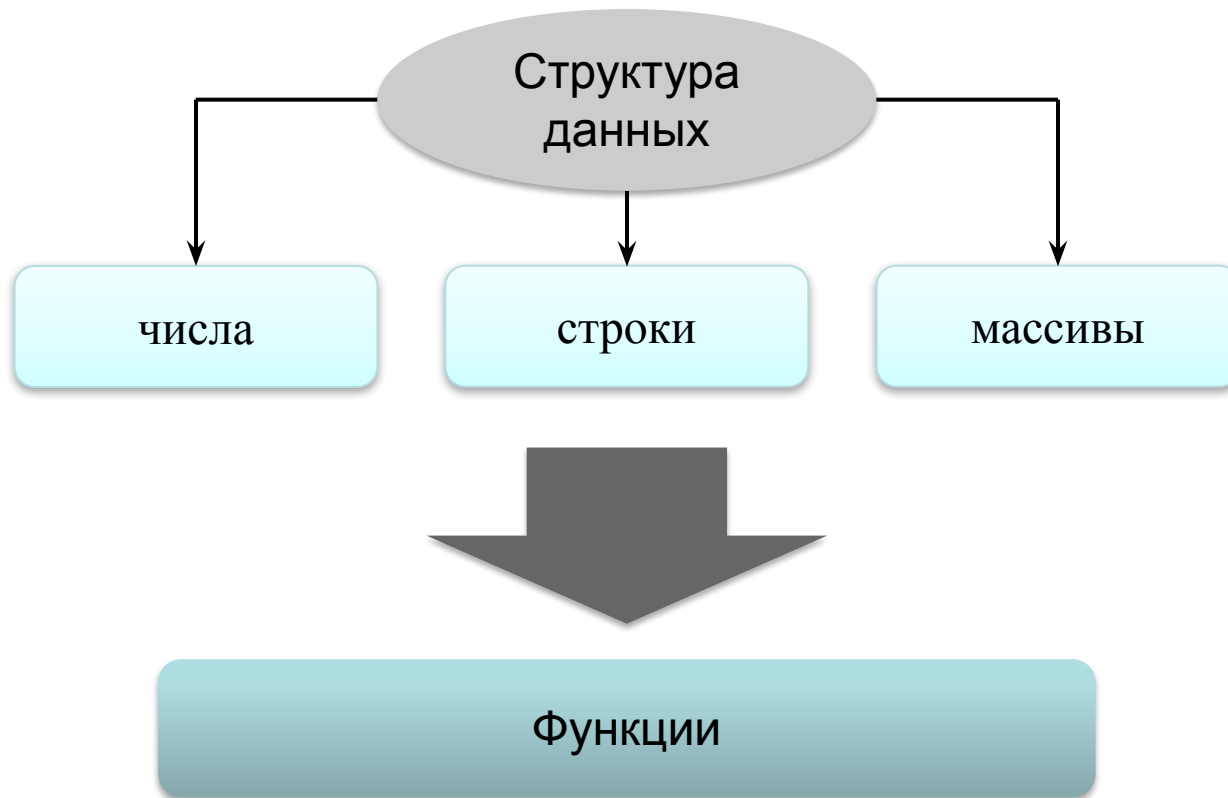 Структура
данных
числа
строки
массивы
Функции